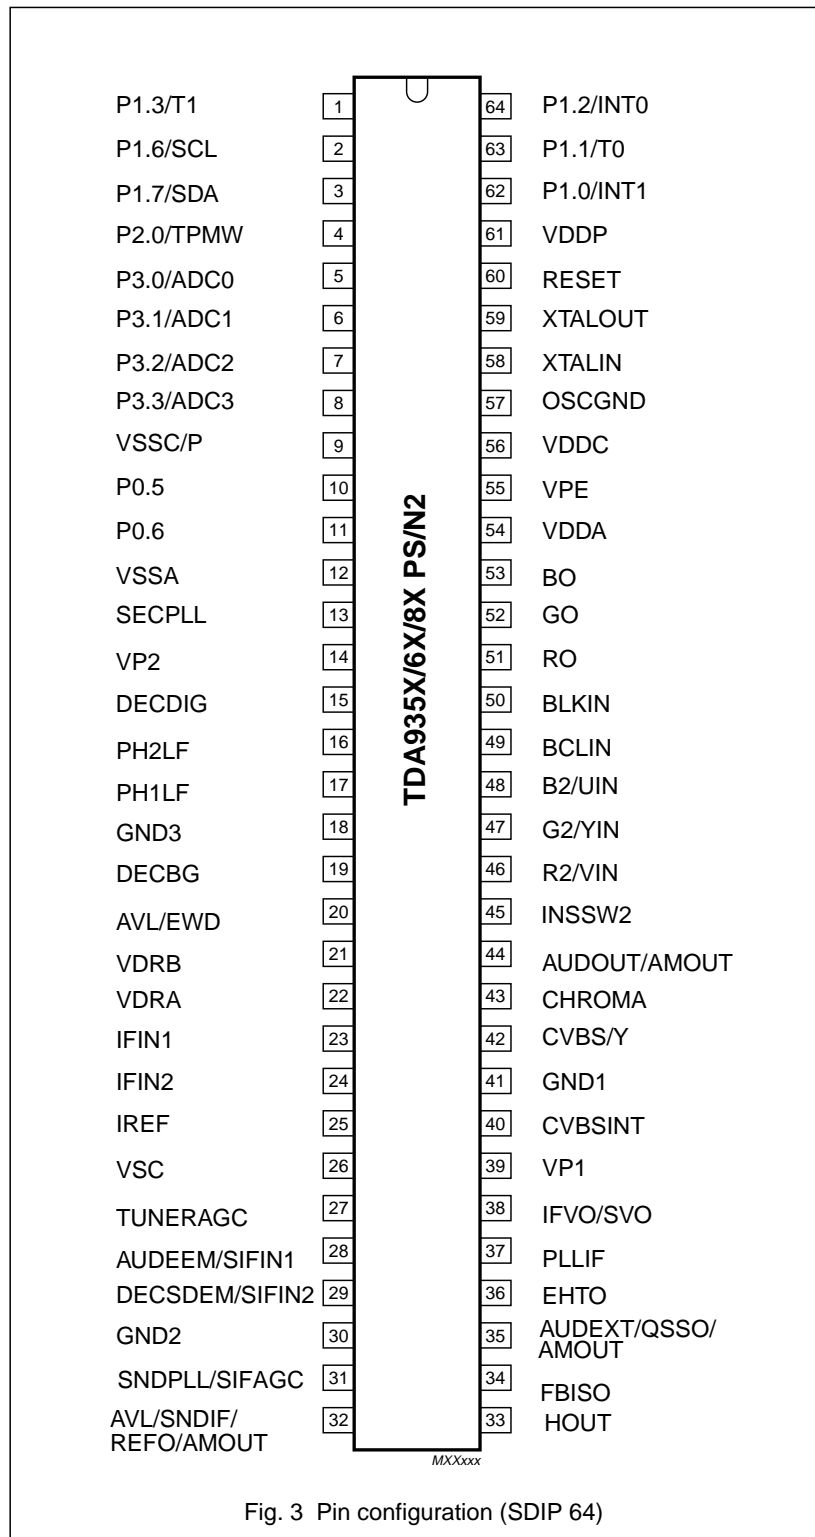 P1.3/T1 1 64 P1.2/INT0
P1.6/SCL 2 63 P1.1/T0
P1.7/SDA 3 62 P1.0/INT1
P2.0/TPMW 4 61 VDDP
P3.0/ADC0 5 60 RESET
P3.1/ADC1 6 59 XTALOUT
P3.2/ADC2 7 58 XTALIN
P3.3/ADC3 8 57 OSCGND
VSSC/P 9 56 VDDC
P0.5 10 55 VPE
P0.6 11 54 VDDA
VSSA 12 53 BO
SECPLL 13 52 GO
VP2 14 51 RO
DECDIG 15 50 BLKIN
PH2LF 16 49 BCLIN
PH1LF 17 48 B2/UIN
GND3 18 47 G2/YIN
DECBG 19 46 R2/VIN
AVL/EWD 20 45 INSSW2
VDRB 21 44 AUDOUT/AMOUT
VDRA 22 43 CHROMA
IFIN1 23 42 CVBS/Y
IFIN2 24 41 GND1
IREF 25 40 CVBSINT
VSC 26 39 VP1
TUNERAGC 27 38 IFVO/SVO
AUDEEM/SIFIN1 28 37 PLLIF
DECSDEM/SIFIN2 29 36 EHTO
GND2 30 35 AUDEXT/QSSO/
AMOUT
SNDPLL/SIFAGC 31 34 FBISO
AVL/SNDIF/ 32 33 HOUT
REFO/AMOUT
TDA935X/6X/8X PS/N2
MXXxxx
Fig. 3 Pin configuration (SDIP 64)